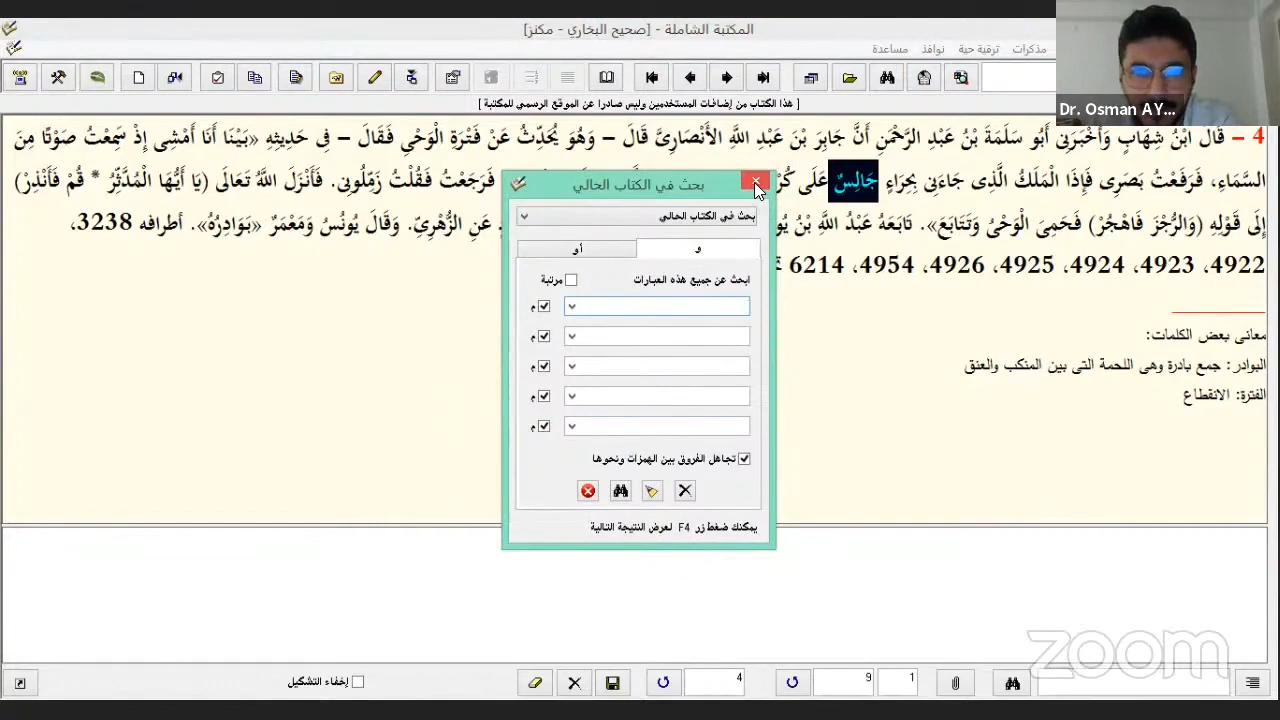 المكتبة الشاملة - [صحيح البخاري - مكنز]
مذكرات ترقية حية نوافذ مساعدة
Dr. Osman AY...
[ هذا الكتاب من إضافات المستخدمين وليس صادرا عن الموقع الرسمي للمكتبة ]
4 – قَالَ ابْنُ شِهَابٍ وَأَخْبَرَنِى أَبُو سَلَمَةَ بْنُ عَبْدِ الرَّحْمَنِ أَنَّ جَابِرَ بْنَ عَبْدِ اللَّهِ الأَنْصَارِىَّ قَالَ – وَهُوَ يُحَدِّثُ عَنْ فَتْرَةِ الْوَحْىِ فَقَالَ – فِى حَدِيثِهِ «بَيْنَا أَنَا أَمْشِى إِذْ سَمِعْتُ صَوْتًا مِنَ
السَّمَاءِ، فَرَفَعْتُ بَصَرِى فَإِذَا الْمَلَكُ الَّذِى جَاءَنِى بِحِرَاءٍ جَالِسٌ عَلَى فَرَجَعْتُ فَقُلْتُ زَمِّلُونِى. فَأَنْزَلَ اللَّهُ تَعَالَى (يَا أَيُّهَا الْمُدَّثِّرُ * قُمْ فَأَنْذِرْ)
إِلَى قَوْلِهِ (وَالرُّجْزَ فَاهْجُرْ) فَحَمِىَ الْوَحْىُ وَتَتَابَعَ». تَابَعَهُ عَبْدُ اللَّهِ بْنُ عَنِ الزُّهْرِيِّ. وَقَالَ يُونُسُ وَمَعْمَرٌ «بَوَادِرُهُ». أطرافه 3238،
4922، 4923، 4924، 4925، 4926، 4954، 6214
معانى بعض الكلمات:
البوادر: جمع بادرة وهى اللحمة التى بين المنكب والعنق
الفترة: الانقطاع
بحث في الكتاب الحالي
بحث في الكتاب الحالي
و أو
ابحث عن جميع هذه العبارات مرتبة
م
م
م
م
م
تجاهل الفروق بين الهمزات ونحوها
يمكنك ضغط زر F4 لعرض النتيجة التالية
zoom
1 9 4 إخفاء التشكيل